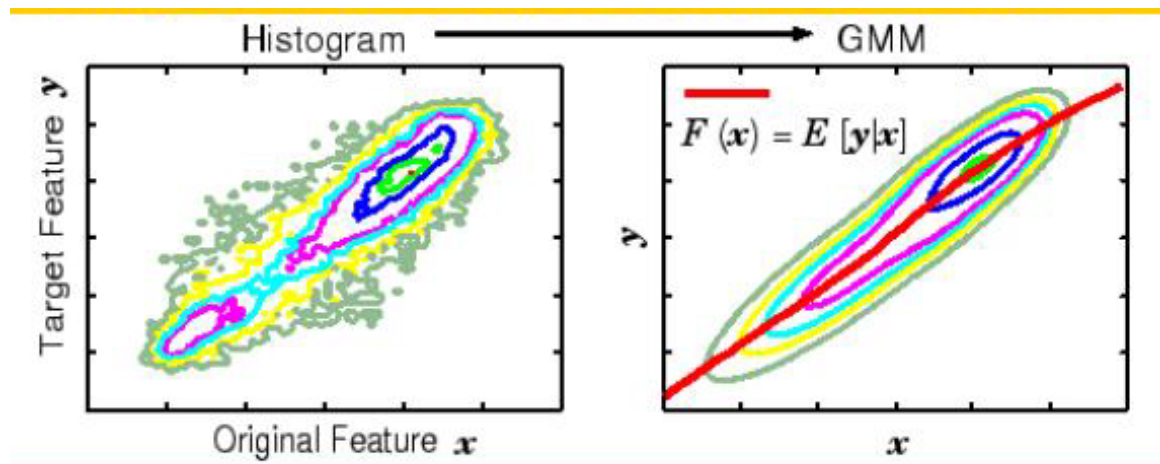 Histogram
GMM
Target Feature y
Original Feature x
F (x) = E [y|x]
y
x